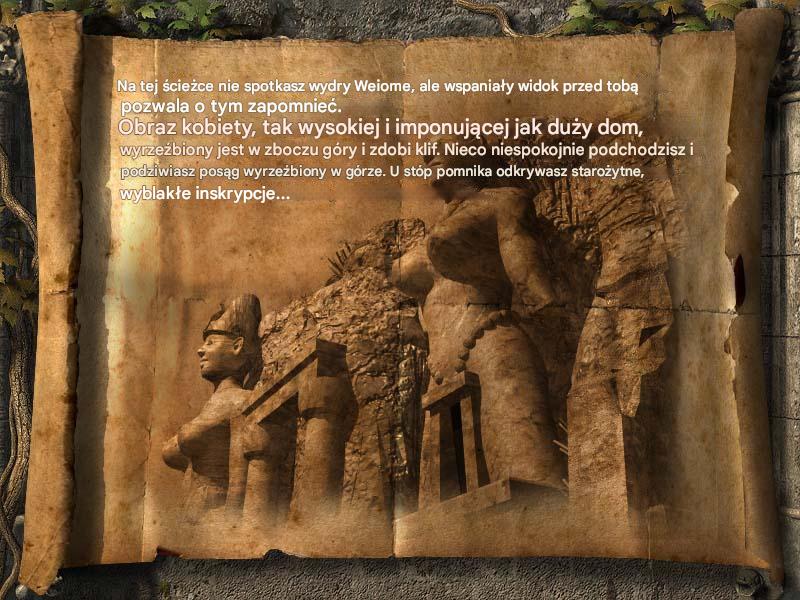 Na tej ścieżce nie spotkasz wydry Weiome, ale wspaniały widok przed tobą
pozwala o tym zapomnieć.
Obraz kobiety, tak wysokiej i imponującej jak duży dom,
wyrzeźbiony jest w zboczu góry i zdobi klif. Nieco niespokojnie podchodzisz i
podziwiasz posąg wyrzeźbiony w górze. U stóp pomnika odkrywasz starożytne,
wyblakłe inskrypcje...